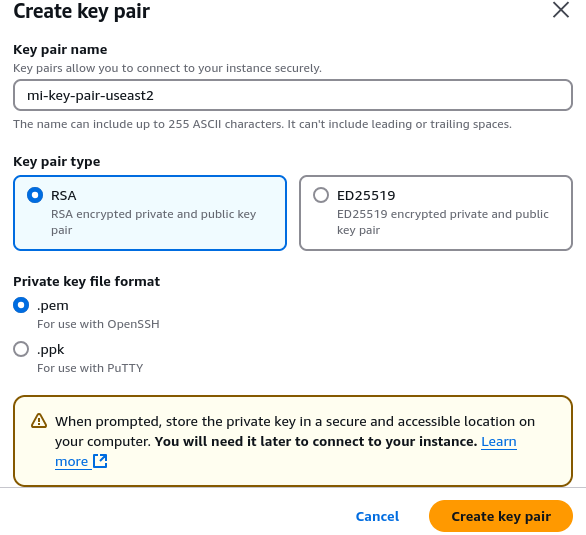 Create key pair
Key pair name
Key pairs allow you to connect to your instance securely.
mi-key-pair-useast2
The name can include up to 255 ASCII characters. It can't include leading or trailing spaces.
Key pair type
RSA
RSA encrypted private and public key
pair
ED25519
ED25519 encrypted private and public
key pair
Private key file format
.pem
For use with OpenSSH
.ppk
For use with PuTTY
When prompted, store the private key in a secure and accessible location on
your computer. You will need it later to connect to your instance. Learn
more
Cancel
Create key pair